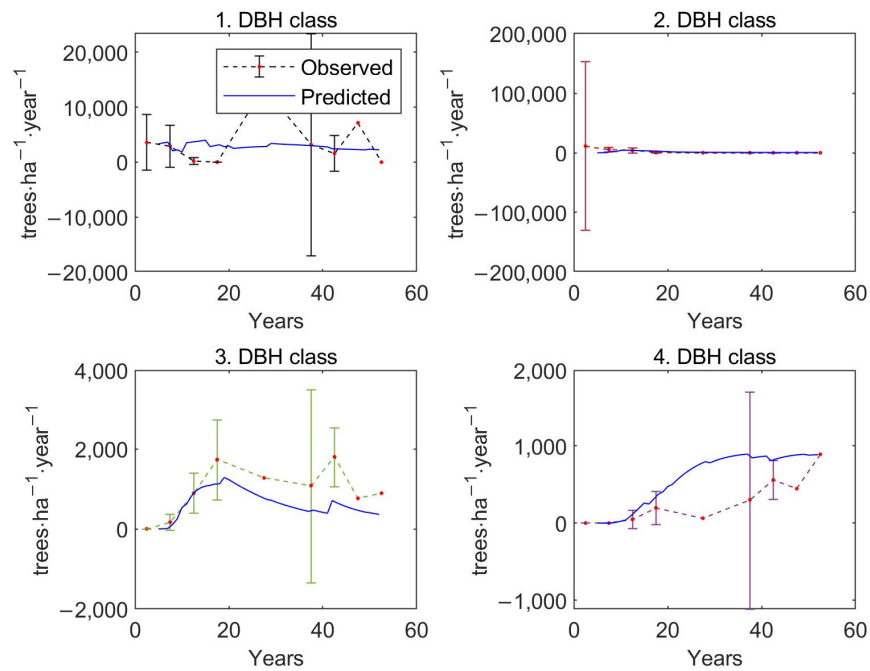 1. DBH class
20,000
10,000
0
−10,000
−20,000
trees·ha⁻¹·year⁻¹
Observed
Predicted
0 20 40 60
Years
2. DBH class
200,000
100,000
0
−100,000
−200,000
trees·ha⁻¹·year⁻¹
0 20 40 60
Years
3. DBH class
4,000
2,000
0
−2,000
trees·ha⁻¹·year⁻¹
0 20 40 60
Years
4. DBH class
2,000
1,000
0
−1,000
trees·ha⁻¹·year⁻¹
0 20 40 60
Years